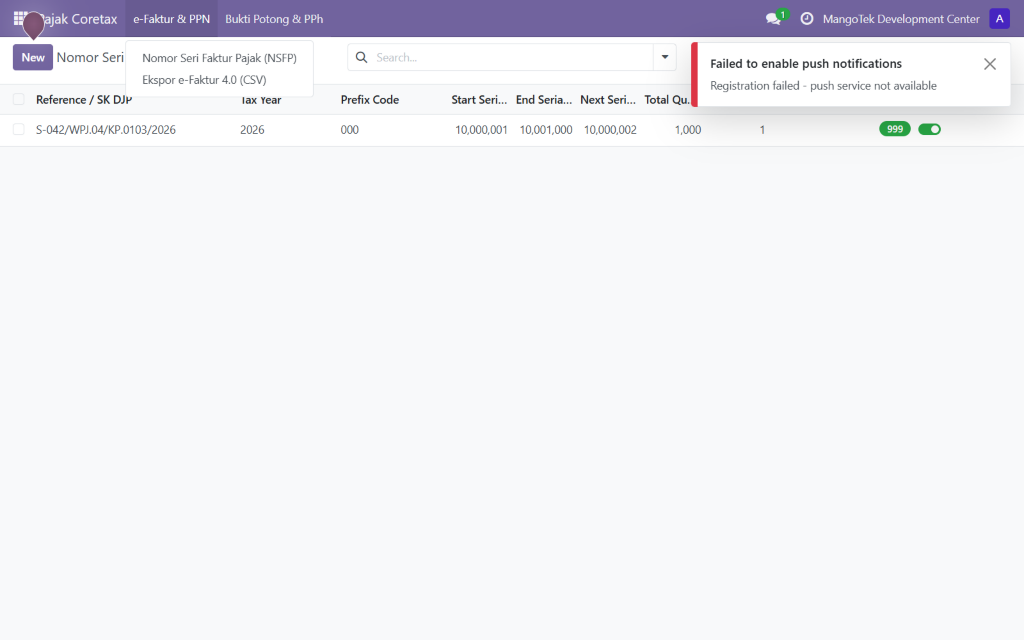 ajak Coretax e-Faktur & PPN Bukti Potong & PPh 1 MangoTek Development Center A
New Nomor Seri Search...
Nomor Seri Faktur Pajak (NSFP)
Ekspor e-Faktur 4.0 (CSV)
Failed to enable push notifications
Registration failed - push service not available
Reference / SK DJP Tax Year Prefix Code Start Seri... End Seria... Next Seri... Total Qu...
S-042/WPJ.04/KP.0103/2026 2026 000 10,000,001 10,001,000 10,000,002 1,000 1 999